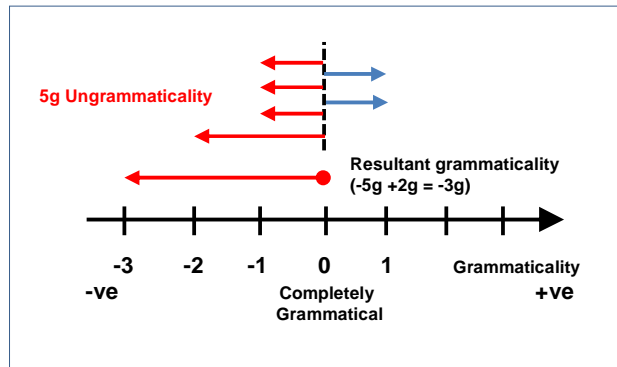 5g Ungrammaticality
Resultant grammaticality
(-5g +2g = -3g)
-3 -2 -1 0 1 Grammaticality
-ve Completely +ve
Grammatical